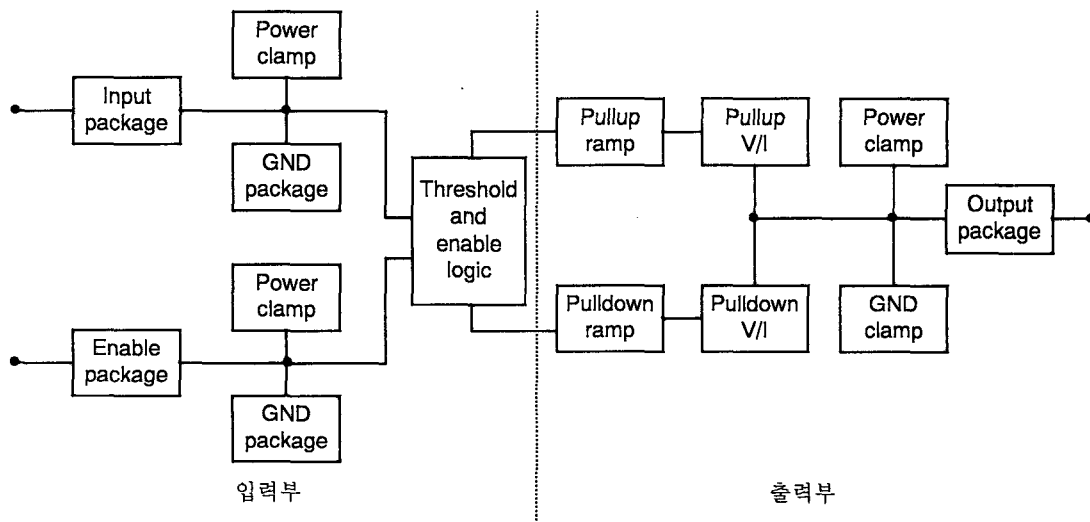 Power
clamp
Input
package
GND
package
Threshold
and
enable
logic
Power
clamp
Enable
package
GND
package
입력부
Pullup
ramp
Pullup
V/I
Power
clamp
Output
package
Pulldown
ramp
Pulldown
V/I
GND
clamp
출력부